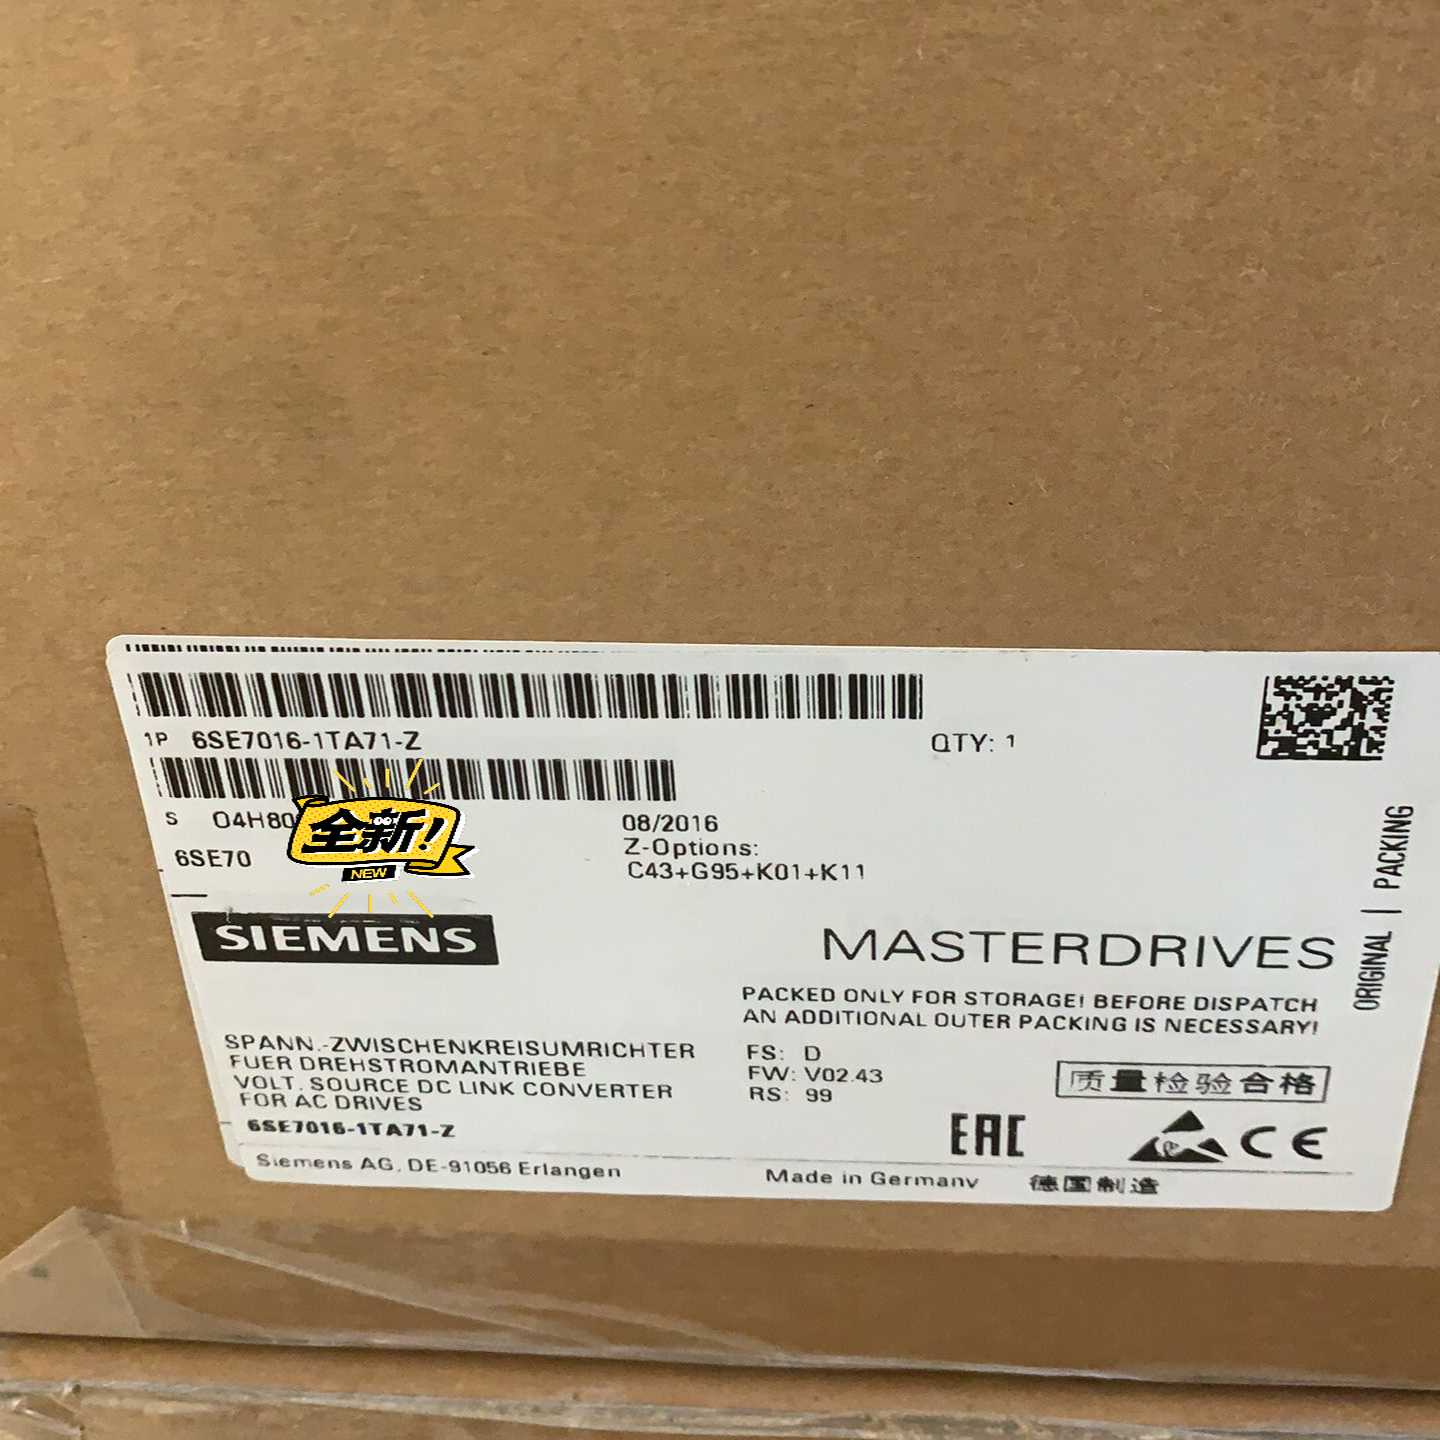 1P 6SE7016-1TA71-Z
QTY: 1
S O4H80
08/2016
6SE70
Z-Options:
C43+G95+K01+K11
全新!
NEW
SIEMENS
MASTERDRIVES
ORIGINAL | PACKING
PACKED ONLY FOR STORAGE! BEFORE DISPATCH
AN ADDITIONAL OUTER PACKING IS NECESSARY!
SPANN.-ZWISCHENKREISUMRICHTER
FUER DREHSTROMANTRIEBE
VOLT. SOURCE DC LINK CONVERTER
FOR AC DRIVES
6SE7016-1TA71-Z
FS: D
FW: V02.43
RS: 99
质量检验合格
EAC
CE
Siemens AG, DE-91056 Erlangen
Made in Germany
德国制造